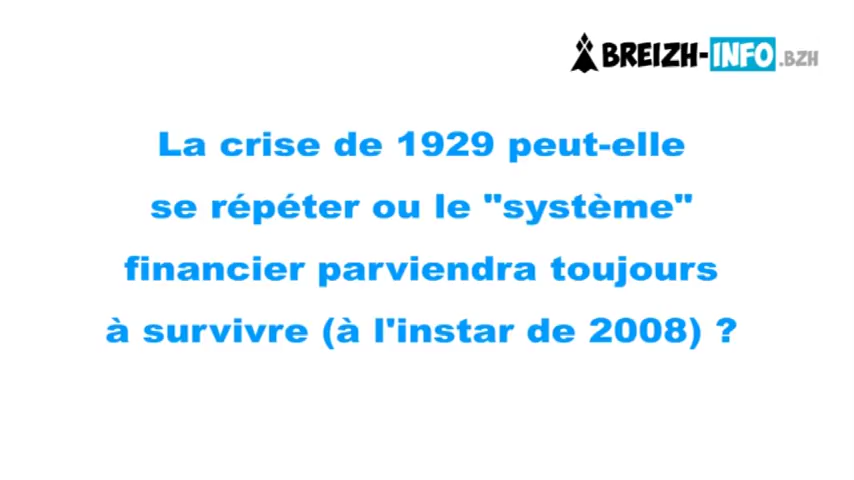 BREIZH-INFO.BZH
La crise de 1929 peut-elle
se répéter ou le "système"
financier parviendra toujours
à survivre (à l'instar de 2008) ?